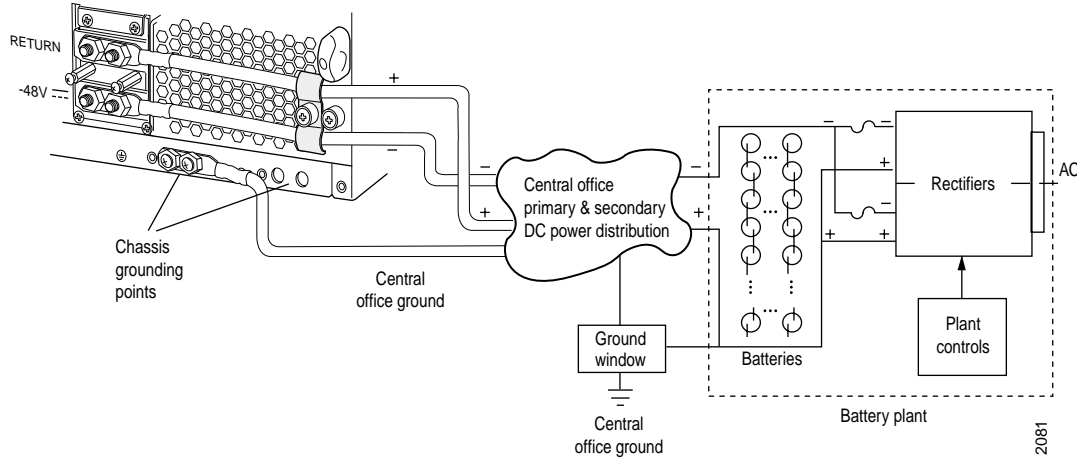 RETURN
-48V
+
–
Chassis
grounding
points
Central
office ground
–
+
Central office
primary & secondary
DC power distribution
–
+
Ground
window
Central
office ground
...
...
...
⋮
...
⋮
Batteries
–
–
+
–
+
+
Rectifiers
AC
Plant
controls
Battery plant
2081